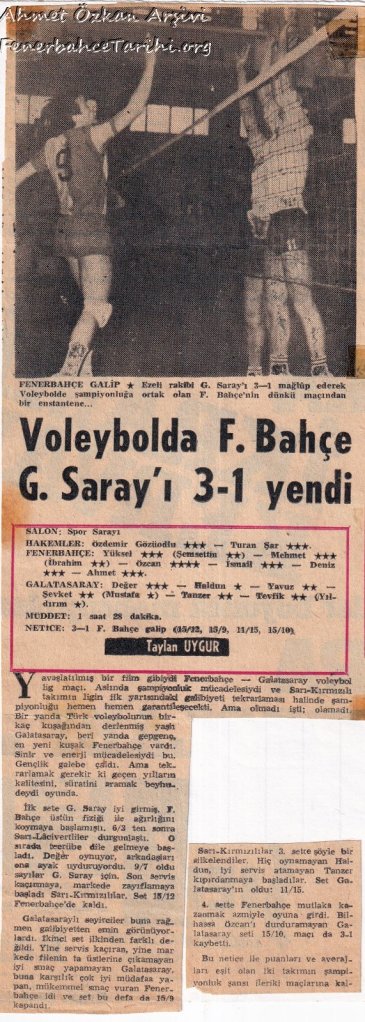 Ahmet Özkan Arşivi
FenerbahceTarihi.org
9
11
FENERBAHÇE GALİP ★ Ezeli rakibi G. Saray'ı 3—1 mağlûp ederek
Voleybolde şampiyonluğa ortak olan F. Bahçe'nin dünkü maçından
bir enstantene...
Voleybolda F. Bahçe
G. Saray'ı 3-1 yendi
SALON: Spor Sarayı
HAKEMLER: Özdemir Gözüoğlu ★★★ — Turan Şar ★★★.
FENERBAHÇE: Yüksel ★★★ (Şemsettin ★★) — Mehmet ★★★
(İbrahim ★★) — Özcan ★★★★ — İsmail ★★★ — Deniz
★★★ — Ahmet ★★★.
GALATASARAY: Değer ★★★ — Haldun ★ — Yavuz ★★ —
Şevket ★★ (Mustafa ★) — Tanzer ★★ — Tevfik ★★ (Yıl-
dırım ★).
MÜDDET: 1 saat 28 dakika.
NETİCE: 3—1 F. Bahçe galip (15/12, 15/9, 11/15, 15/10)
Taylan UYGUR
Yavaşlatılmış bir film gibiydi Fenerbahçe — Galatasaray voleybol
lig maçı. Aslında şampiyonluk mücadelesiydi ve Sarı-Kırmızılı
takımın ligin ilk yarısındaki galibiyeti tekrarlaması halinde şam-
piyonluğu hemen hemen garantileyecekti. Ama olmadı işti; olamadı.
Bir yanda Türk voleybolunun bir-
kaç kuşağından derlenmiş yaşlı
Galatasaray, beri yanda gepgenç,
en yeni kuşak Fenerbahçe vardı.
Sinir ve enerji mücadelesiydi bu.
Gençlik galebe çaldı. Ama tek-
rarlamak gerekir ki geçen yılların
kalitesini, süratini aramak beyhu-
deydi oyunda.
İlk sete G. Saray iyi girmiş. F.
Bahçe üstün fiziği ile ağırlığını
koymaya başlamıştı. 6/3 ten sonra
Sarı-Lâcivertliler durgunlaştı. O
sırada tecrübe dile gelmeye baş-
ladı. Değer oynuyor, arkadaşları
ona ayak uyduruyordu. 9/7 oldu
sayılar G. Saray için. Son servis
kaçırmaya, markede zayıflamaya
başladı Sarı-Kırmızılılar. Set 15/12
Fenerbahçe'de kaldı.
Galatasaraylı seyirciler buna rağ-
men galibiyetten emin görünüyor-
lardı. İkinci set ilkinden farklı de-
ğildi. Yine servis kaçıran, yine mar-
kede filenin ta üstlerine çıkamayan
iyi smaç yapamayan Galatasaray,
buna karşılık çok iyi müdafaa ya-
pan, mükemmel smaç vuran Fener-
bahçe idi ve set bu defa da 15/9
kapandı.
Sarı-Kırmızılılar 3. sette şöyle bir
silkelendiler. Hiç oynamayan Hal-
dun, iyi servis atamayan Tanzer
kıpırdanmaya başladılar. Set Ga-
latasaray'ın oldu: 11/15.
4. sette Fenerbahçe mutlaka ka-
zanmak azmiyle oyuna girdi. Bil-
hassa Özcan'ı durduramayan Ga-
latasaray seti 15/10, maçı da 3-1
kaybetti.
Bu netice ile puanları ve averaj-
ları eşit olan iki takımın şampi-
yonluk şansı ileriki maçlarına kal-